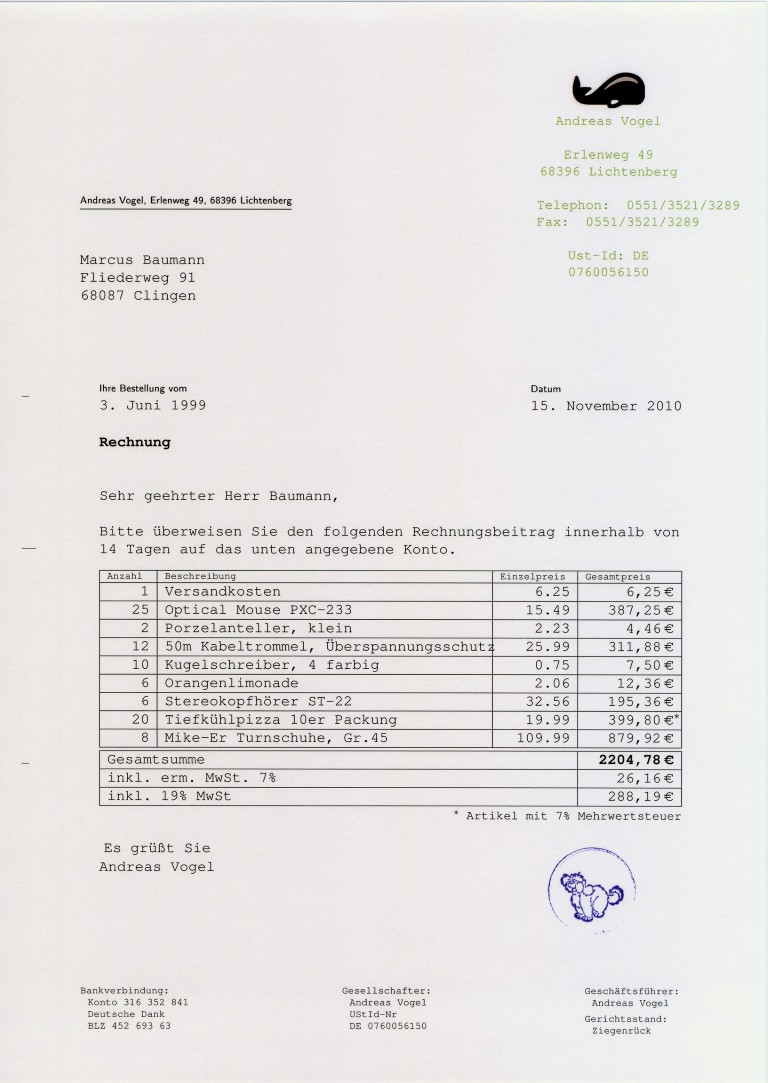 Andreas Vogel
Erlenweg 49
68396 Lichtenberg
Telephon: 0551/3521/3289
Fax: 0551/3521/3289
Ust-Id: DE
0760056150
Andreas Vogel, Erlenweg 49, 68396 Lichtenberg
Marcus Baumann
Fliederweg 91
68087 Clingen
Ihre Bestellung vom Datum
3. Juni 1999 15. November 2010
Rechnung
Sehr geehrter Herr Baumann,
Bitte überweisen Sie den folgenden Rechnungsbeitrag innerhalb von
14 Tagen auf das unten angegebene Konto.
Anzahl Beschreibung Einzelpreis Gesamtpreis
1 Versandkosten 6.25 6,25€
25 Optical Mouse PXC-233 15.49 387,25€
2 Porzelanteller, klein 2.23 4,46€
12 50m Kabeltrommel, Überspannungsschutz 25.99 311,88€
10 Kugelschreiber, 4 farbig 0.75 7,50€
6 Orangenlimonade 2.06 12,36€
6 Stereokopfhörer ST-22 32.56 195,36€
20 Tiefkühlpizza 10er Packung 19.99 399,80€*
8 Mike-Er Turnschuhe, Gr.45 109.99 879,92€
Gesamtsumme 2204,78€
inkl. erm. MwSt. 7% 26,16€
inkl. 19% MwSt 288,19€
* Artikel mit 7% Mehrwertsteuer
Es grüßt Sie
Andreas Vogel
Bankverbindung:
Konto 316 352 841
Deutsche Dank
BLZ 452 693 63
Gesellschafter:
Andreas Vogel
UStId-Nr
DE 0760056150
Geschäftsführer:
Andreas Vogel
Gerichtsstand:
Ziegenrück